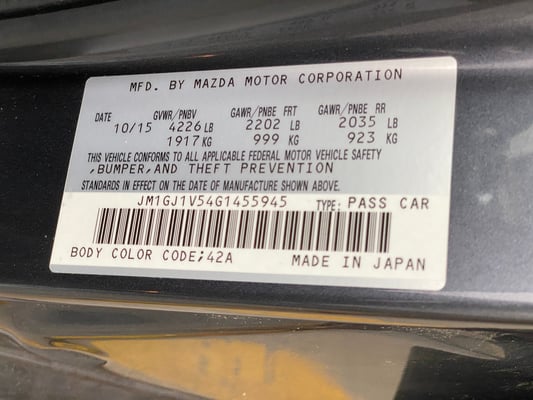 MFD. BY MAZDA MOTOR CORPORATION
DATE GVWR/PNBV GAWR/PNBE FRT GAWR/PNBE RR
10/15 4226 LB 2202 LB 2035 LB
1917 KG 999 KG 923 KG
THIS VEHICLE CONFORMS TO ALL APPLICABLE FEDERAL MOTOR VEHICLE SAFETY
,BUMPER,AND THEFT PREVENTION
STANDARDS IN EFFECT ON THE DATE OF MANUFACTURE SHOWN ABOVE.
JM1GJ1V54G1455945 TYPE: PASS CAR
BODY COLOR CODE;42A MADE IN JAPAN